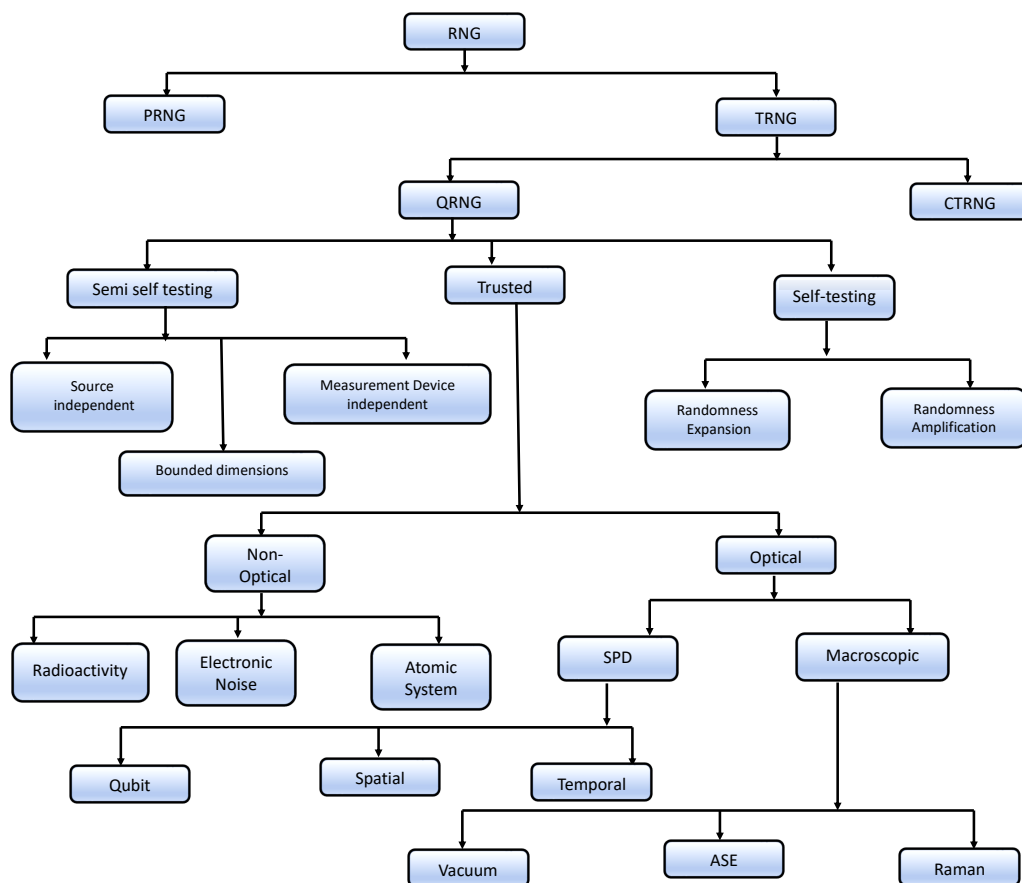 RNG
PRNG
TRNG
QRNG
CTRNG
Semi self testing
Trusted
Self-testing
Source
independent
Measurement Device
independent
Randomness
Expansion
Randomness
Amplification
Bounded dimensions
Non-
Optical
Optical
Radioactivity
Electronic
Noise
Atomic
System
SPD
Macroscopic
Qubit
Spatial
Temporal
Vacuum
ASE
Raman